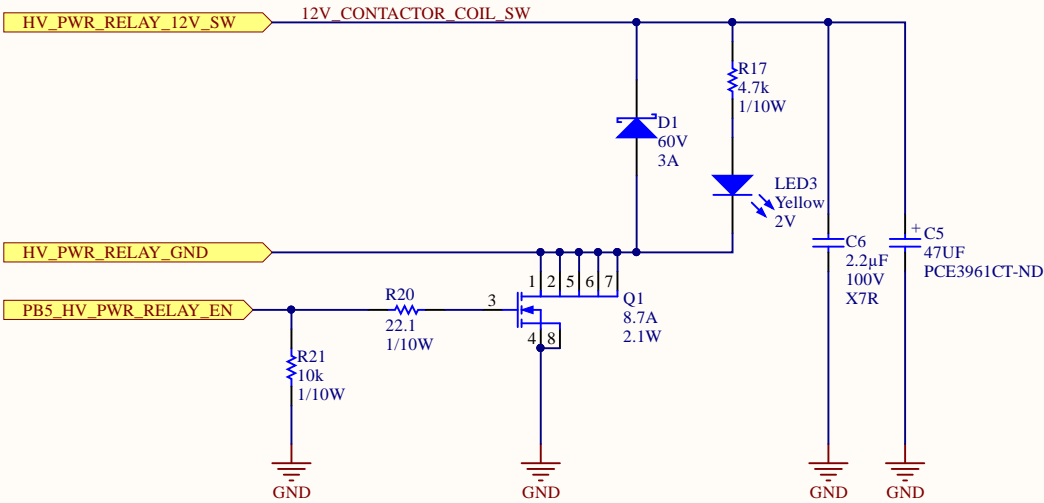 HV_PWR_RELAY_12V_SW
12V_CONTACTOR_COIL_SW
R17
4.7k
1/10W
D1
60V
3A
LED3
Yellow
2V
HV_PWR_RELAY_GND
C6
2.2µF
100V
X7R
+
C5
47UF
PCE3961CT-ND
1 2 5 6 7
PB5_HV_PWR_RELAY_EN
R20
22.1
1/10W
3
Q1
8.7A
2.1W
4 8
R21
10k
1/10W
GND
GND
GND
GND